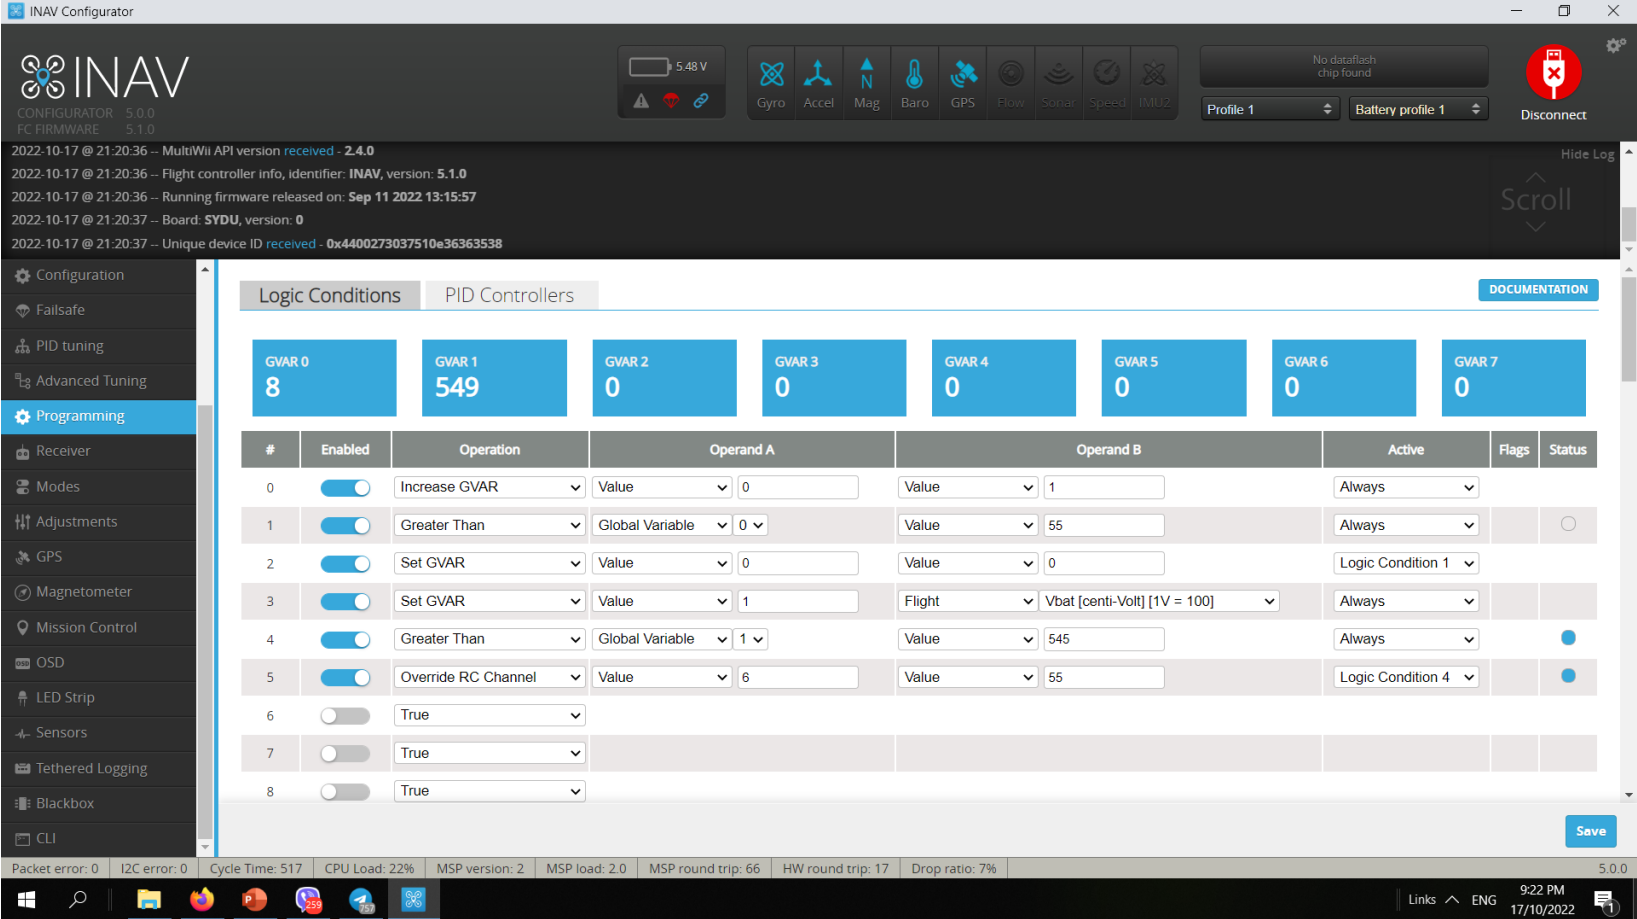 INAV Configurator
INAV
CONFIGURATOR 5.0.0
FC FIRMWARE 5.1.0
5.48 V
Gyro Accel Mag Baro GPS Flow Sonar Speed IMU2
No dataflash
chip found
Profile 1 Battery profile 1
Disconnect
2022-10-17 @ 21:20:36 -- MultiWii API version received - 2.4.0
2022-10-17 @ 21:20:36 -- Flight controller info, identifier: INAV, version: 5.1.0
2022-10-17 @ 21:20:36 -- Running firmware released on: Sep 11 2022 13:15:57
2022-10-17 @ 21:20:37 -- Board: SYDU, version: 0
2022-10-17 @ 21:20:37 -- Unique device ID received - 0x4400273037510e36363538
Hide Log
Scroll
Configuration
Failsafe
PID tuning
Advanced Tuning
Programming
Receiver
Modes
Adjustments
GPS
Magnetometer
Mission Control
OSD
LED Strip
Sensors
Tethered Logging
Blackbox
CLI
Logic Conditions PID Controllers
DOCUMENTATION
GVAR 0 GVAR 1 GVAR 2 GVAR 3 GVAR 4 GVAR 5 GVAR 6 GVAR 7
8 549 0 0 0 0 0 0
# Enabled Operation Operand A Operand B Active Flags Status
0 Increase GVAR Value 0 Value 1 Always
1 Greater Than Global Variable 0 Value 55 Always
2 Set GVAR Value 0 Value 0 Logic Condition 1
3 Set GVAR Value 1 Flight Vbat [centi-Volt] [1V = 100] Always
4 Greater Than Global Variable 1 Value 545 Always
5 Override RC Channel Value 6 Value 55 Logic Condition 4
6 True
7 True
8 True
Save
Packet error: 0 I2C error: 0 Cycle Time: 517 CPU Load: 22% MSP version: 2 MSP load: 2.0 MSP round trip: 66 HW round trip: 17 Drop ratio: 7% 5.0.0
259
757
Links ENG
9:22 PM
17/10/2022
1